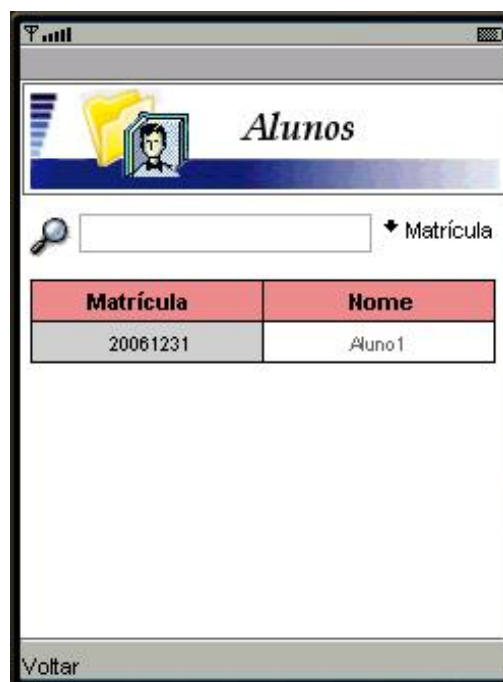 Alunos
Matrícula
Matrícula Nome
20061231 Aluno1
Voltar